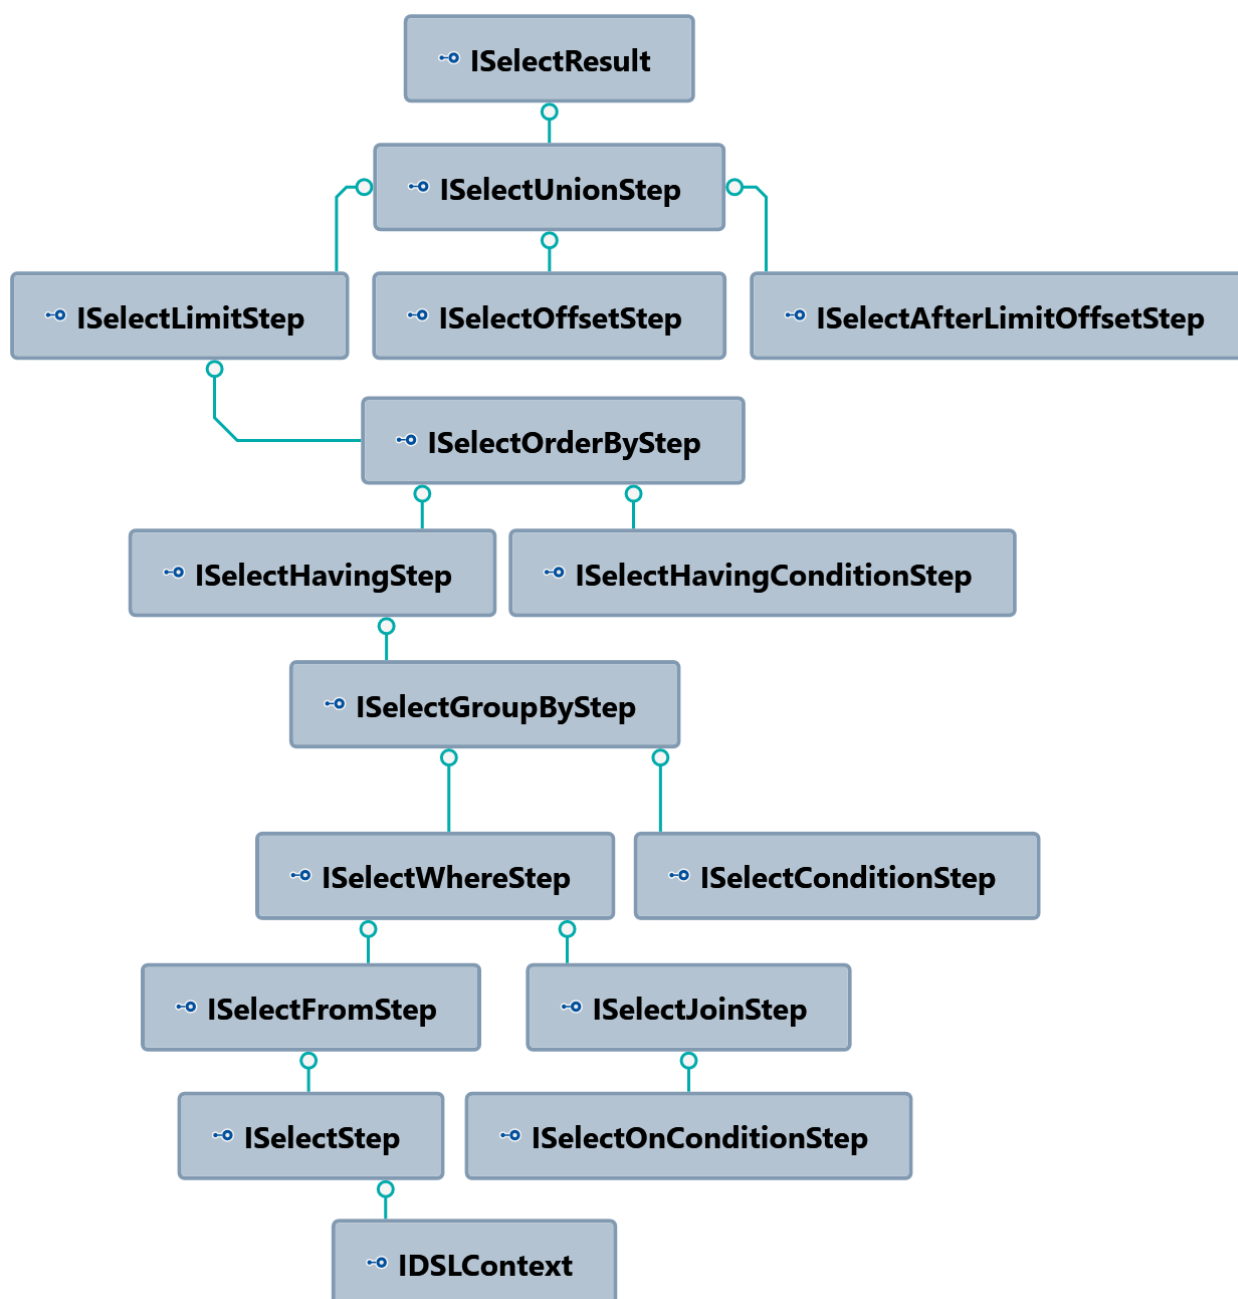 ISelectResult
ISelectUnionStep
ISelectLimitStep
ISelectOffsetStep
ISelectAfterLimitOffsetStep
ISelectOrderByStep
ISelectHavingStep
ISelectHavingConditionStep
ISelectGroupByStep
ISelectWhereStep
ISelectConditionStep
ISelectFromStep
ISelectJoinStep
ISelectStep
ISelectOnConditionStep
IDSLContext